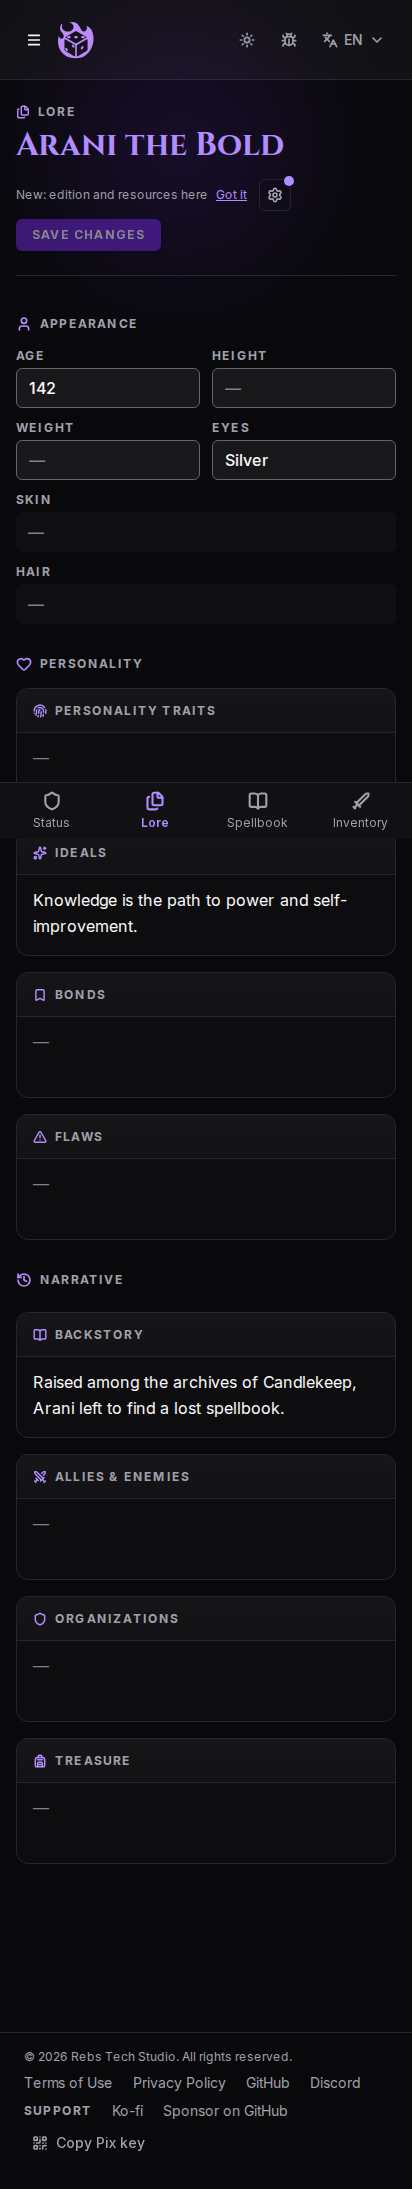 EN
LORE
Arani the Bold
New: edition and resources here Got it
SAVE CHANGES
APPEARANCE
AGE HEIGHT
142 —
WEIGHT EYES
— Silver
SKIN
—
HAIR
—
PERSONALITY
PERSONALITY TRAITS
—
Status Lore Spellbook Inventory
IDEALS
Knowledge is the path to power and self-
improvement.
BONDS
—
FLAWS
—
NARRATIVE
BACKSTORY
Raised among the archives of Candlekeep,
Arani left to find a lost spellbook.
ALLIES & ENEMIES
—
ORGANIZATIONS
—
TREASURE
—
© 2026 Rebs Tech Studio. All rights reserved.
Terms of Use Privacy Policy GitHub Discord
SUPPORT Ko-fi Sponsor on GitHub
Copy Pix key